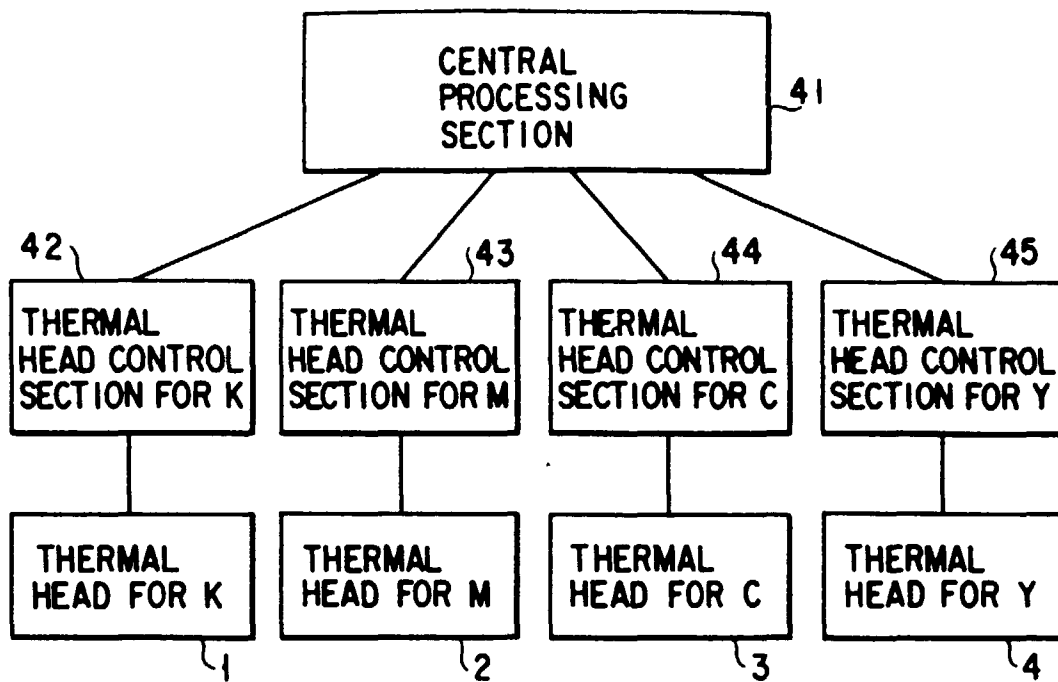 CENTRAL
PROCESSING
SECTION
41
42
43
44
45
THERMAL
HEAD CONTROL
SECTION FOR K
THERMAL
HEAD CONTROL
SECTION FOR M
THERMAL
HEAD CONTROL
SECTION FOR C
THERMAL
HEAD CONTROL
SECTION FOR Y
THERMAL
HEAD FOR K
THERMAL
HEAD FOR M
THERMAL
HEAD FOR C
THERMAL
HEAD FOR Y
1
2
3
4